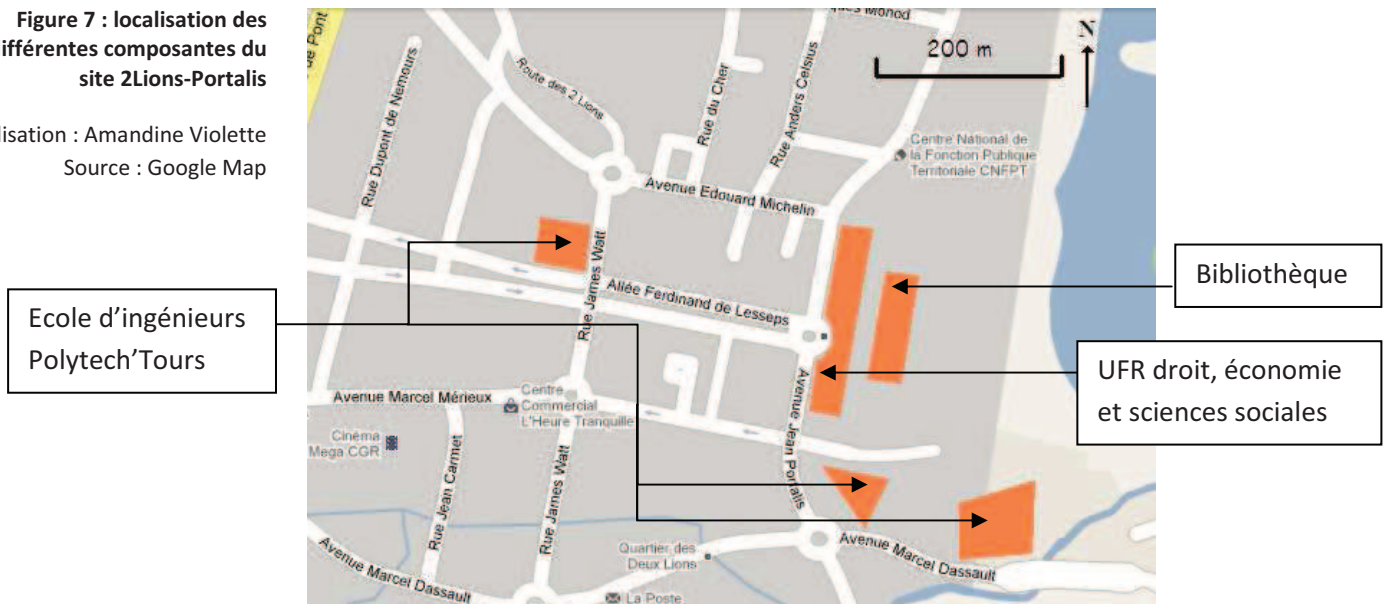 Figure 7 : localisation des
ifférentes composantes du
site 2Lions-Portalis
lisation : Amandine Violette
Source : Google Map
de Pont
ques Monod
200 m
N
Rue Dupont de Nemours
Route des 2 Lions
Rue du Cher
Rue Anders Celsius
Centre National de
la Fonction Publique
Territoriale CNFPT
Avenue Edouard Michelin
Rue James Watt
Allée Ferdinand de Lesseps
Bibliothèque
Ecole d'ingénieurs
Polytech'Tours
UFR droit, économie
et sciences sociales
Avenue Marcel Mérieux
Centre
Commercial
L'Heure Tranquille
Avenue Jean Portalis
Cinéma
Mega CGR
Rue Jean Carmet
Rue James Watt
Quartier des
Deux Lions
Avenue Marcel Dassault
Avenue Marcel Dassault
La Poste